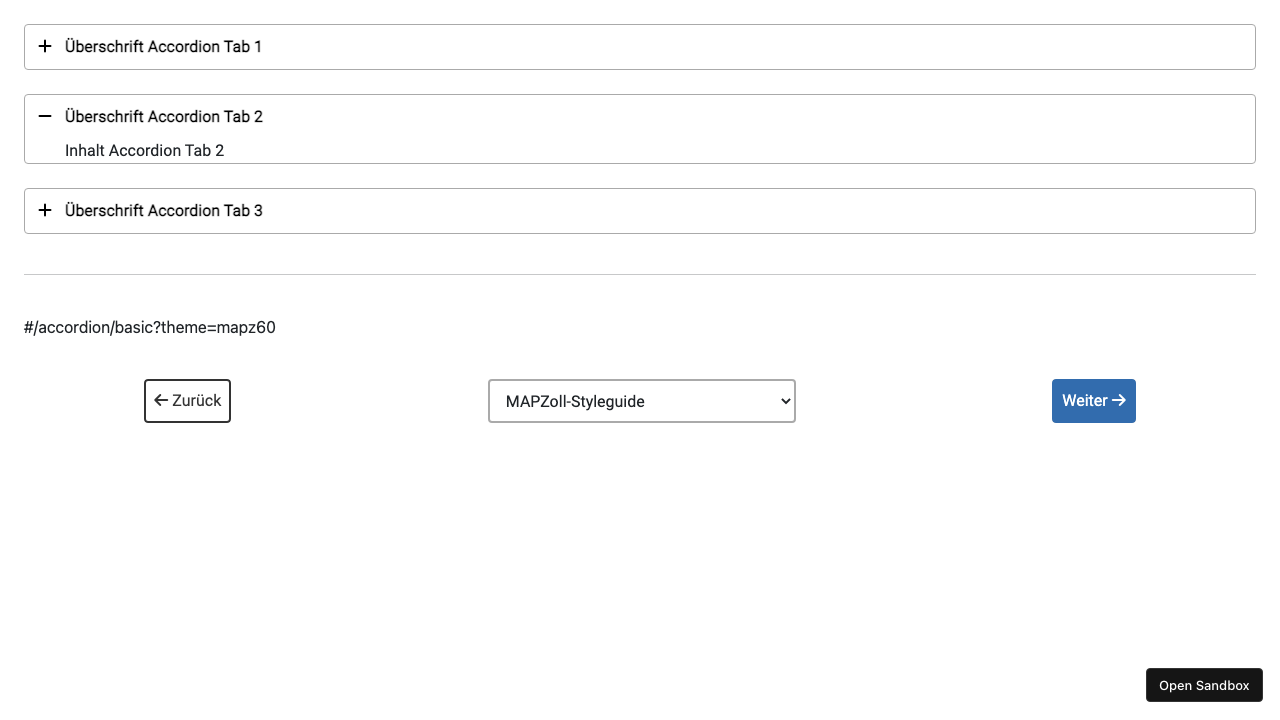 Überschrift Accordion Tab 1
Überschrift Accordion Tab 2
Inhalt Accordion Tab 2
Überschrift Accordion Tab 3
#/accordion/basic?theme=mapz60
← Zurück
MAPZoll-Styleguide
Weiter →
Open Sandbox